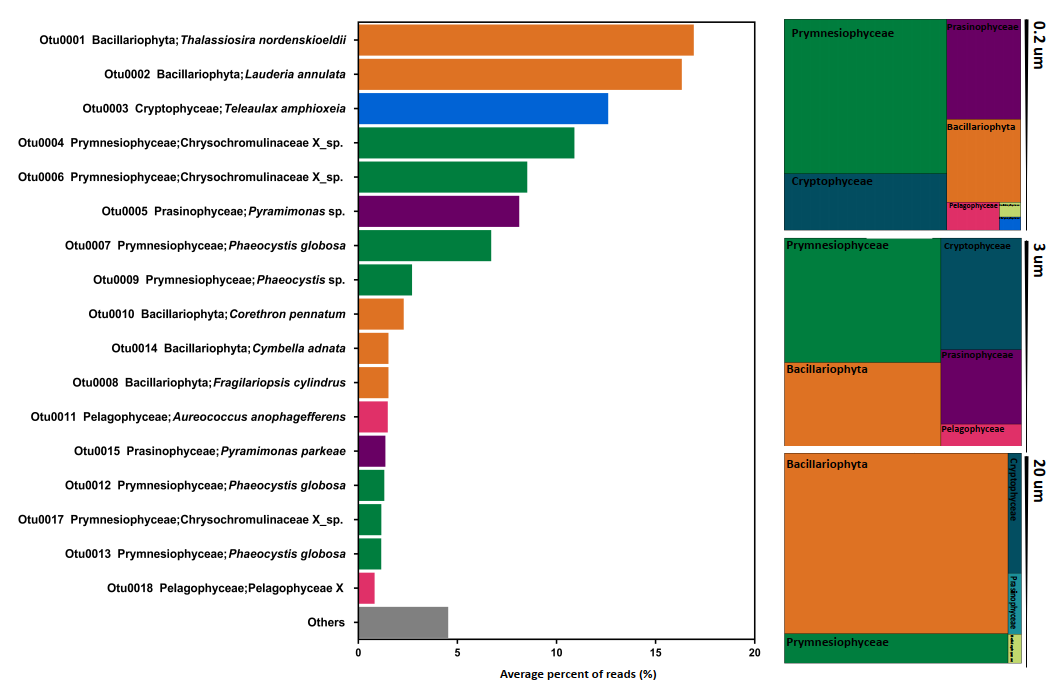 Otu0001 Bacillariophyta;Thalassiosira nordenskioeldii
Otu0002 Bacillariophyta;Lauderia annulata
Otu0003 Cryptophyceae;Teleaulax amphioxeia
Otu0004 Prymnesiophyceae;Chrysochromulinaceae X_sp.
Otu0006 Prymnesiophyceae;Chrysochromulinaceae X_sp.
Otu0005 Prasinophyceae;Pyramimonas sp.
Otu0007 Prymnesiophyceae;Phaeocystis globosa
Otu0009 Prymnesiophyceae;Phaeocystis sp.
Otu0010 Bacillariophyta;Corethron pennatum
Otu0014 Bacillariophyta;Cymbella adnata
Otu0008 Bacillariophyta;Fragilariopsis cylindrus
Otu0011 Pelagophyceae;Aureococcus anophagefferens
Otu0015 Prasinophyceae;Pyramimonas parkeae
Otu0012 Prymnesiophyceae;Phaeocystis globosa
Otu0017 Prymnesiophyceae;Chrysochromulinaceae X_sp.
Otu0013 Prymnesiophyceae;Phaeocystis globosa
Otu0018 Pelagophyceae;Pelagophyceae X
Others
0 5 10 15 20
Average percent of reads (%)
Prymnesiophyceae
Prasinophyceae
Bacillariophyta
Cryptophyceae
Pelagophyceae
0.2 um
Prymnesiophyceae
Cryptophyceae
Prasinophyceae
Bacillariophyta
Pelagophyceae
3 um
Bacillariophyta
Cryptophyceae
Prasinophyceae
Prymnesiophyceae
20 um